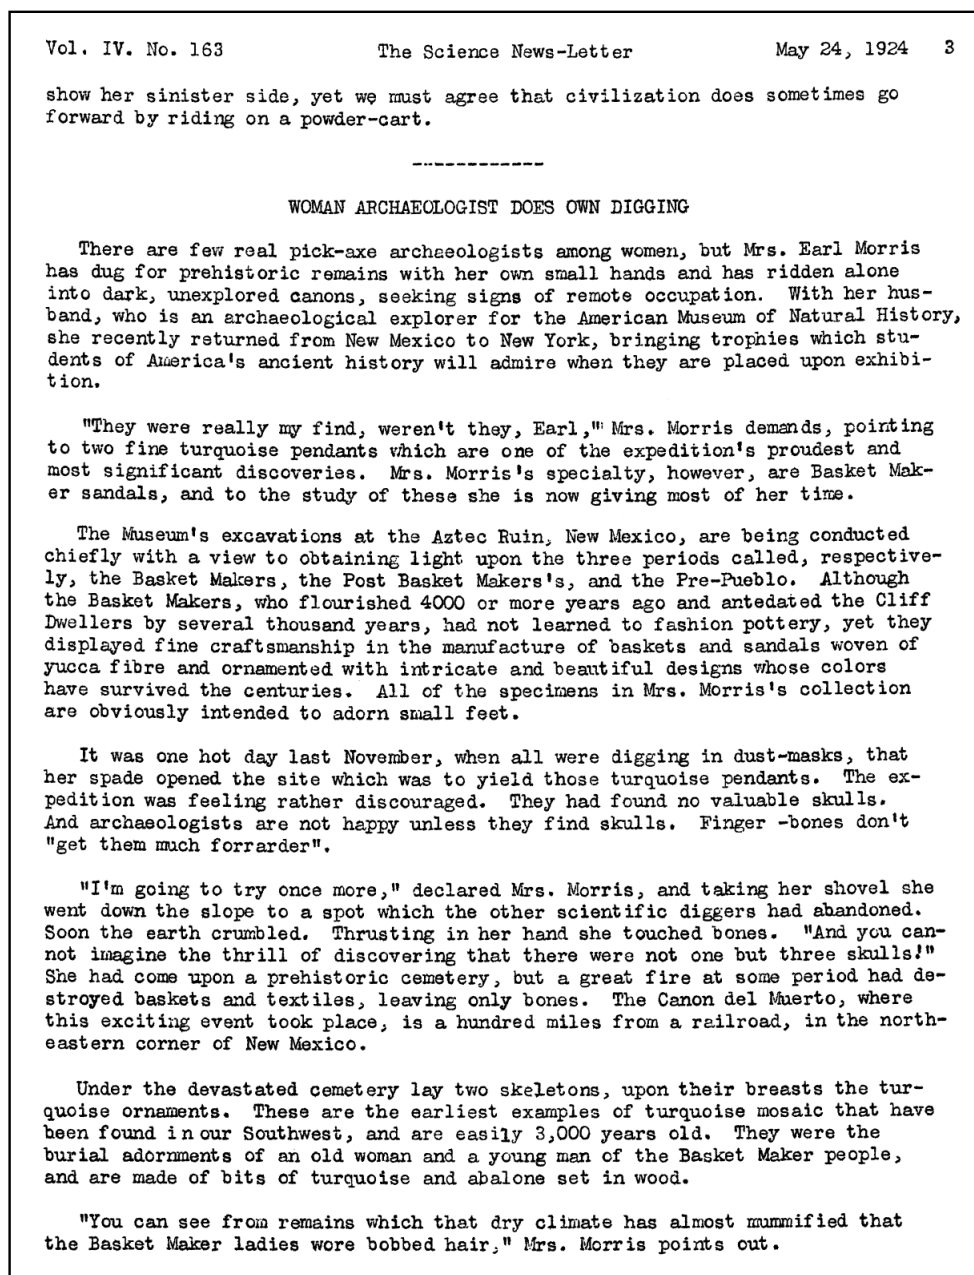 Vol. IV. No. 163 The Science News-Letter May 24, 1924 3
show her sinister side, yet we must agree that civilization does sometimes go
forward by riding on a powder-cart.
------------
WOMAN ARCHAEOLOGIST DOES OWN DIGGING
There are few real pick-axe archaeologists among women, but Mrs. Earl Morris
has dug for prehistoric remains with her own small hands and has ridden alone
into dark, unexplored canons, seeking signs of remote occupation. With her hus-
band, who is an archaeological explorer for the American Museum of Natural History,
she recently returned from New Mexico to New York, bringing trophies which stu-
dents of America's ancient history will admire when they are placed upon exhibi-
tion.
"They were really my find, weren't they, Earl," Mrs. Morris demands, pointing
to two fine turquoise pendants which are one of the expedition's proudest and
most significant discoveries. Mrs. Morris's specialty, however, are Basket Mak-
er sandals, and to the study of these she is now giving most of her time.
The Museum's excavations at the Aztec Ruin, New Mexico, are being conducted
chiefly with a view to obtaining light upon the three periods called, respective-
ly, the Basket Makers, the Post Basket Makers's, and the Pre-Pueblo. Although
the Basket Makers, who flourished 4000 or more years ago and antedated the Cliff
Dwellers by several thousand years, had not learned to fashion pottery, yet they
displayed fine craftsmanship in the manufacture of baskets and sandals woven of
yucca fibre and ornamented with intricate and beautiful designs whose colors
have survived the centuries. All of the specimens in Mrs. Morris's collection
are obviously intended to adorn small feet.
It was one hot day last November, when all were digging in dust-masks, that
her spade opened the site which was to yield those turquoise pendants. The ex-
pedition was feeling rather discouraged. They had found no valuable skulls.
And archaeologists are not happy unless they find skulls. Finger -bones don't
"get them much forrarder".
"I'm going to try once more," declared Mrs. Morris, and taking her shovel she
went down the slope to a spot which the other scientific diggers had abandoned.
Soon the earth crumbled. Thrusting in her hand she touched bones. "And you can-
not imagine the thrill of discovering that there were not one but three skulls!"
She had come upon a prehistoric cemetery, but a great fire at some period had de-
stroyed baskets and textiles, leaving only bones. The Canon del Muerto, where
this exciting event took place, is a hundred miles from a railroad, in the north-
eastern corner of New Mexico.
Under the devastated cemetery lay two skeletons, upon their breasts the tur-
quoise ornaments. These are the earliest examples of turquoise mosaic that have
been found in our Southwest, and are easily 3,000 years old. They were the
burial adornments of an old woman and a young man of the Basket Maker people,
and are made of bits of turquoise and abalone set in wood.
"You can see from remains which that dry climate has almost mummified that
the Basket Maker ladies wore bobbed hair," Mrs. Morris points out.